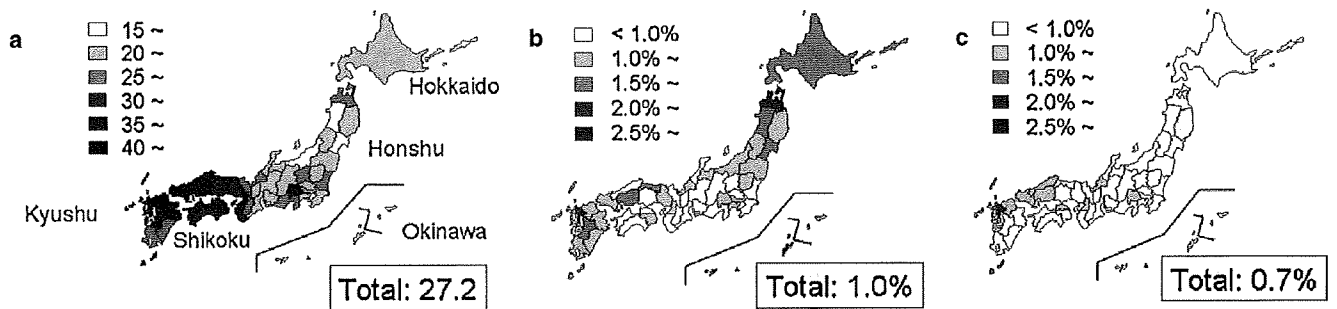 a
15 ~
20 ~
25 ~
30 ~
35 ~
40 ~
Hokkaido
Honshu
Kyushu
Shikoku
Okinawa
Total: 27.2
b
< 1.0%
1.0% ~
1.5% ~
2.0% ~
2.5% ~
Total: 1.0%
c
< 1.0%
1.0% ~
1.5% ~
2.0% ~
2.5% ~
Total: 0.7%